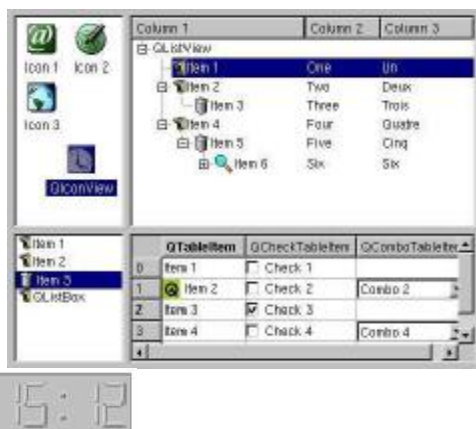 Icon 1 Icon 2
Icon 3
QIconView
Column 1 Column 2 Column 3
QListView
Item 1 One Un
Item 2 Two Deux
Item 3 Three Trois
Item 4 Four Quatre
Item 5 Five Cinq
Item 6 Six Six
Item 1
Item 2
Item 3
QListBox
QTableItem QCheckTableItem QComboTableItem
0 Item 1 Check 1
1 Item 2 Check 2 Combo 2
2 Item 3 Check 3
3 Item 4 Check 4 Combo 4
15:12